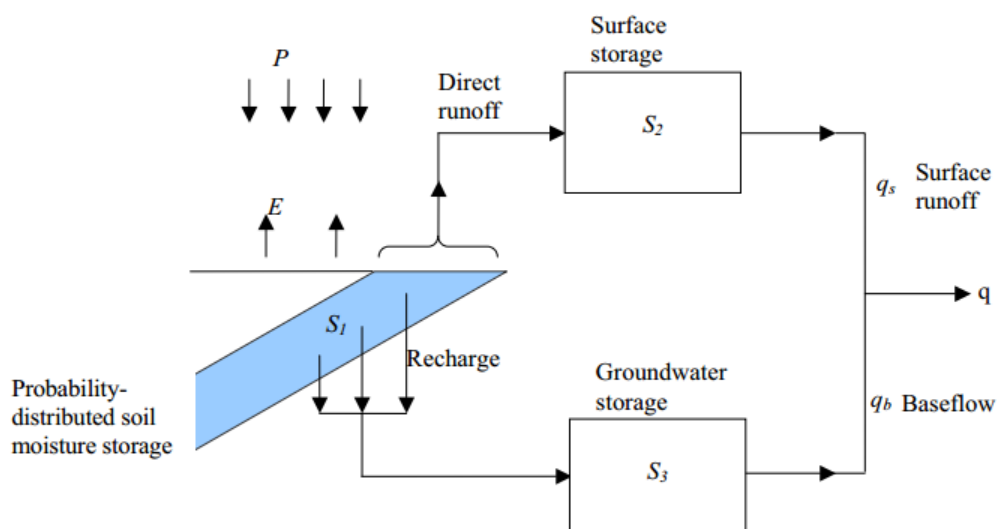 Surface
storage
P
Direct
runoff
S2
qs Surface
runoff
E
q
S1
Recharge
Groundwater
storage
Probability-
distributed soil
moisture storage
qb Baseflow
S3